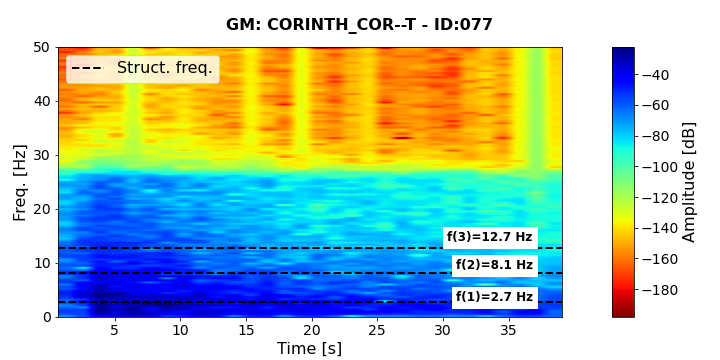 GM: CORINTH_COR--T - ID:077
50
40
30
20
10
0
Freq. [Hz]
Struct. freq.
f(3)=12.7 Hz
f(2)=8.1 Hz
f(1)=2.7 Hz
5 10 15 20 25 30 35
Time [s]
−40
−60
−80
−100
−120
−140
−160
−180
Amplitude [dB]